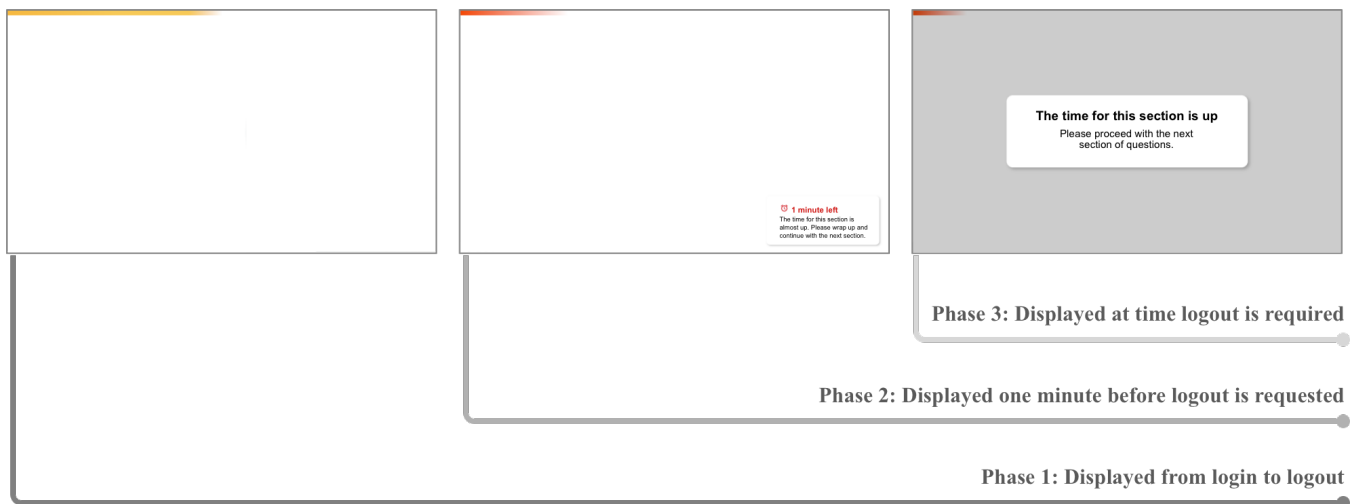 1 minute left
The time for this section is
almost up. Please wrap up and
continue with the next section.
The time for this section is up
Please proceed with the next
section of questions.
Phase 3: Displayed at time logout is required
Phase 2: Displayed one minute before logout is requested
Phase 1: Displayed from login to logout